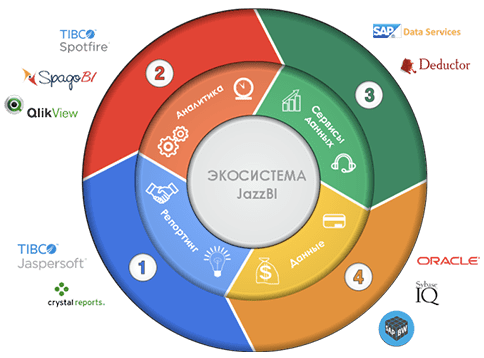 TIBCO
Spotfire
SpagoBI
QlikView
SAP Data Services
Deductor
2
Аналитика
3
Сервисы
данных
ЭКОСИСТЕМА
JazzBI
1
Репортинг
4
Данные
TIBCO
Jaspersoft
crystal reports.
ORACLE
Sybase
IQ
SAP BW